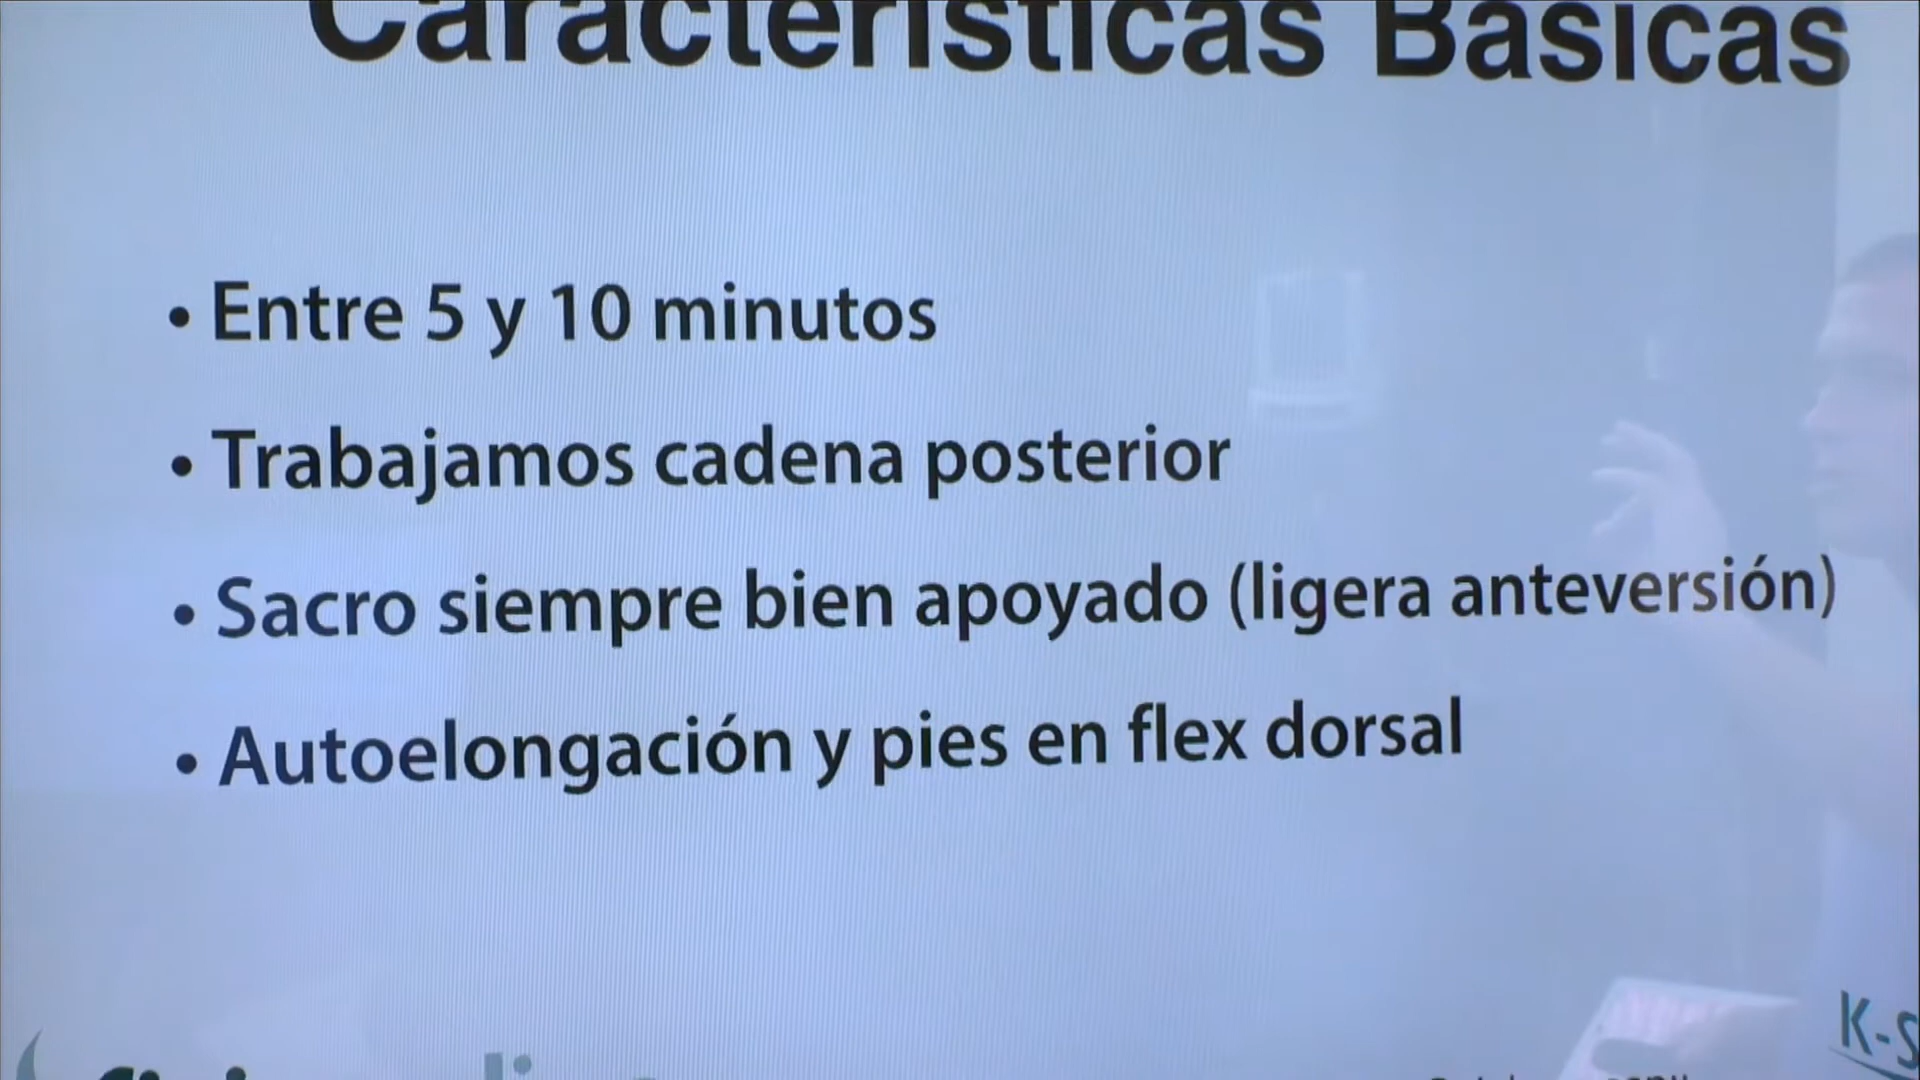 Características Básicas
• Entre 5 y 10 minutos
• Trabajamos cadena posterior
• Sacro siempre bien apoyado (ligera anteversión)
• Autoelongación y pies en flex dorsal
K-S